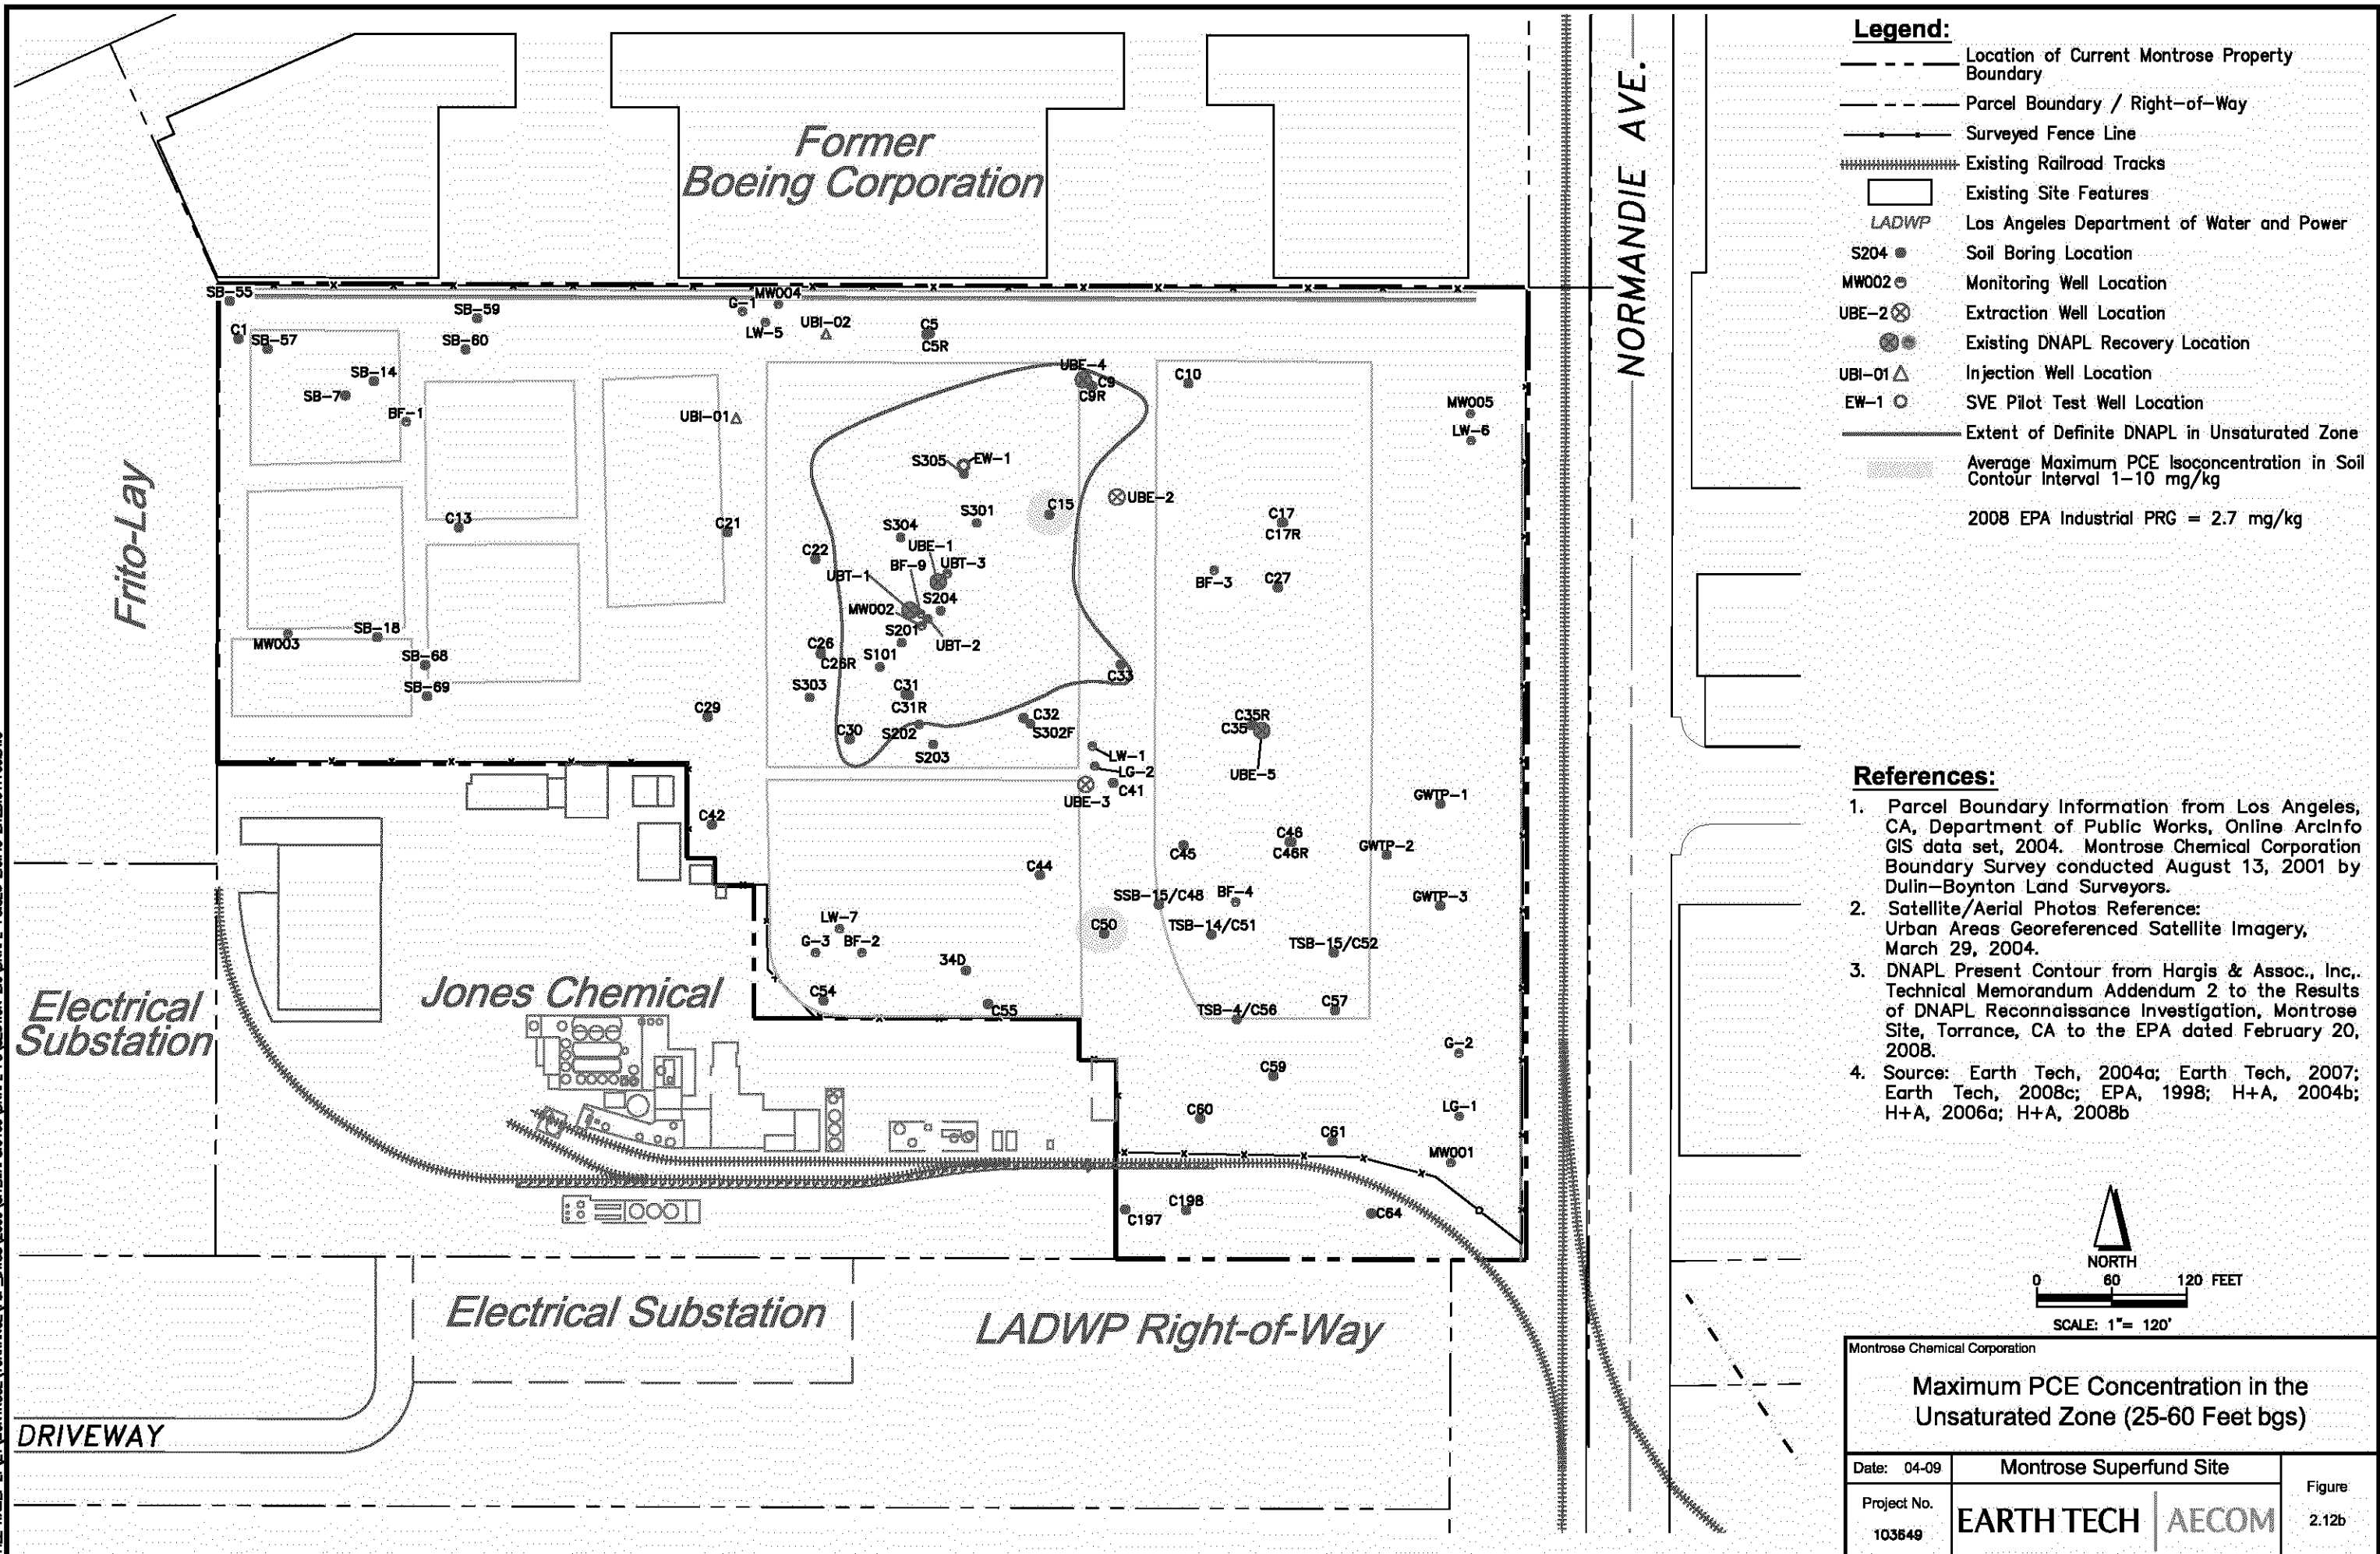 Former
Boeing Corporation
NORMANDIE AVE.
SB-55
C1
SB-57
SB-59
SB-60
SB-14
SB-7
BF-1
G-1
MW004
LW-5
UBI-02
C5
C5R
UBI-01
UBE-4
C9
C9R
C10
MW005
LW-6
S305
EW-1
UBE-2
C15
S301
C13
C21
S304
UBE-1
C22
BF-9
UBT-3
UBT-1
C17
C17R
BF-3
C27
Frito-Lay
MW002
S204
S201
UBT-2
MW003
SB-18
C26
C26R
S101
SB-68
SB-69
S303
C31
C31R
C33
C29
C30
S202
S203
C32
S302F
C35R
C35
LW-1
LG-2
C41
UBE-3
UBE-5
GWTP-1
C42
C45
C46
C46R
GWTP-2
C44
SSB-15/C48
BF-4
GWTP-3
LW-7
G-3
BF-2
C50
TSB-14/C51
TSB-15/C52
34D
C54
C55
TSB-4/C56
C57
Jones Chemical
Electrical
Substation
G-2
C59
C60
LG-1
C61
MW001
C197
C198
C64
Electrical Substation
LADWP Right-of-Way
DRIVEWAY
Legend:
Location of Current Montrose Property
Boundary
Parcel Boundary / Right-of-Way
Surveyed Fence Line
Existing Railroad Tracks
Existing Site Features
LADWP Los Angeles Department of Water and Power
S204 Soil Boring Location
MW002 Monitoring Well Location
UBE-2 Extraction Well Location
Existing DNAPL Recovery Location
UBI-01 Injection Well Location
EW-1 SVE Pilot Test Well Location
Extent of Definite DNAPL in Unsaturated Zone
Average Maximum PCE Isoconcentration in Soil
Contour Interval 1-10 mg/kg
2008 EPA Industrial PRG = 2.7 mg/kg
References:
1. Parcel Boundary Information from Los Angeles,
CA, Department of Public Works, Online ArcInfo
GIS data set, 2004. Montrose Chemical Corporation
Boundary Survey conducted August 13, 2001 by
Dulin-Boynton Land Surveyors.
2. Satellite/Aerial Photos Reference:
Urban Areas Georeferenced Satellite Imagery,
March 29, 2004.
3. DNAPL Present Contour from Hargis & Assoc., Inc,.
Technical Memorandum Addendum 2 to the Results
of DNAPL Reconnaissance Investigation, Montrose
Site, Torrance, CA to the EPA dated February 20,
2008.
4. Source: Earth Tech, 2004a; Earth Tech, 2007;
Earth Tech, 2008c; EPA, 1998; H+A, 2004b;
H+A, 2006a; H+A, 2008b
NORTH
0 60 120 FEET
SCALE: 1"= 120'
Montrose Chemical Corporation
Maximum PCE Concentration in the
Unsaturated Zone (25-60 Feet bgs)
Date: 04-09
Montrose Superfund Site
Project No.
103649
EARTH TECH | AECOM
Figure
2.12b